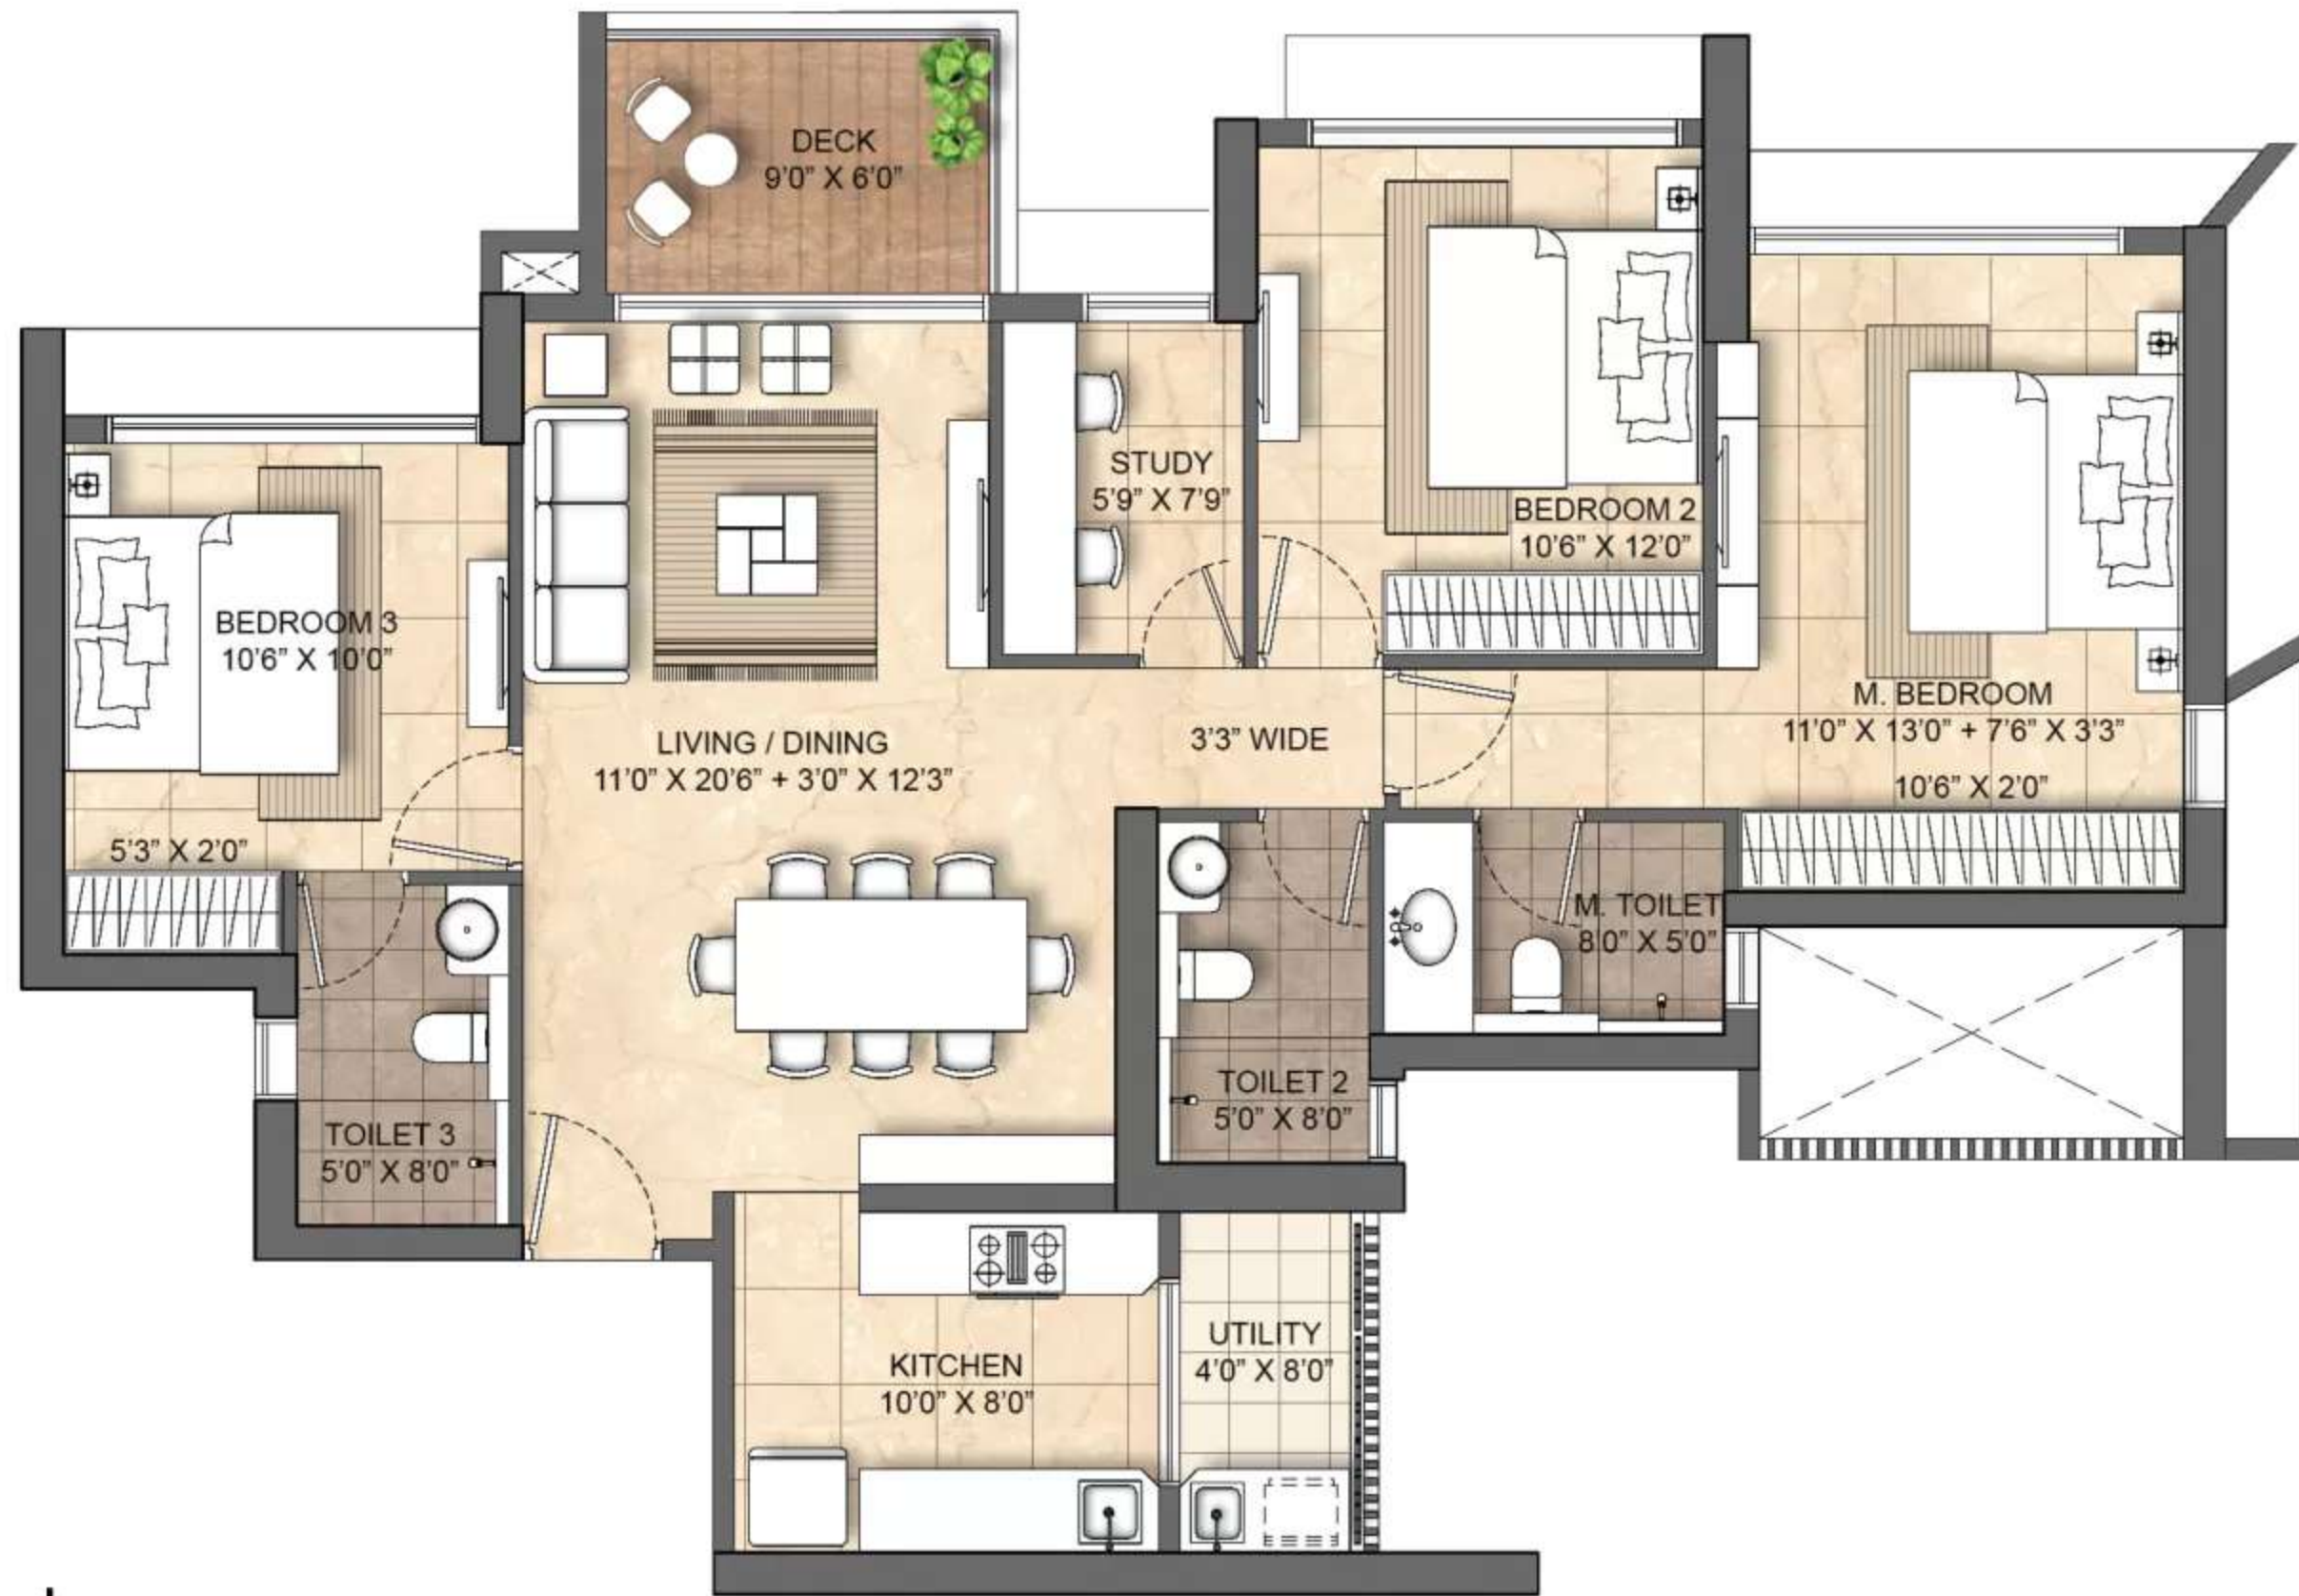 DECK
9'0" X 6'0"
STUDY
5'9" X 7'9"
BEDROOM 2
10'6" X 12'0"
BEDROOM 3
10'6" X 10'0"
5'3" X 2'0"
LIVING / DINING
11'0" X 20'6" + 3'0" X 12'3"
3'3" WIDE
M. BEDROOM
11'0" X 13'0" + 7'6" X 3'3"
10'6" X 2'0"
M. TOILET
8'0" X 5'0"
TOILET 2
5'0" X 8'0"
TOILET 3
5'0" X 8'0"
KITCHEN
10'0" X 8'0"
UTILITY
4'0" X 8'0"